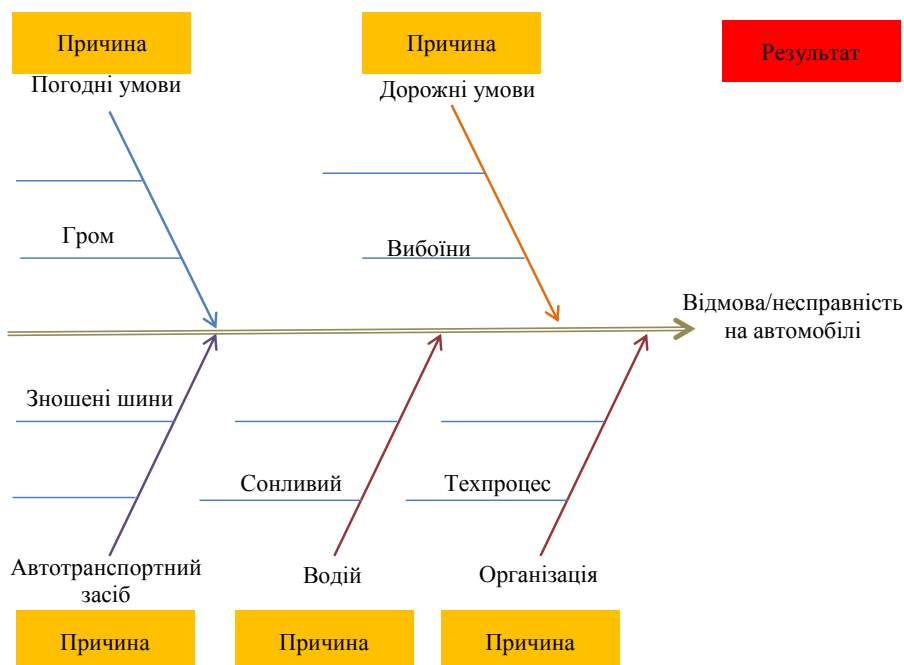 Причина
Причина
Результат
Погодні умови
Дорожні умови
Гром
Вибоїни
Відмова/несправність
на автомобілі
Зношені шини
Сонливий
Техпроцес
Автотранспортний
засіб
Водій
Організація
Причина
Причина
Причина